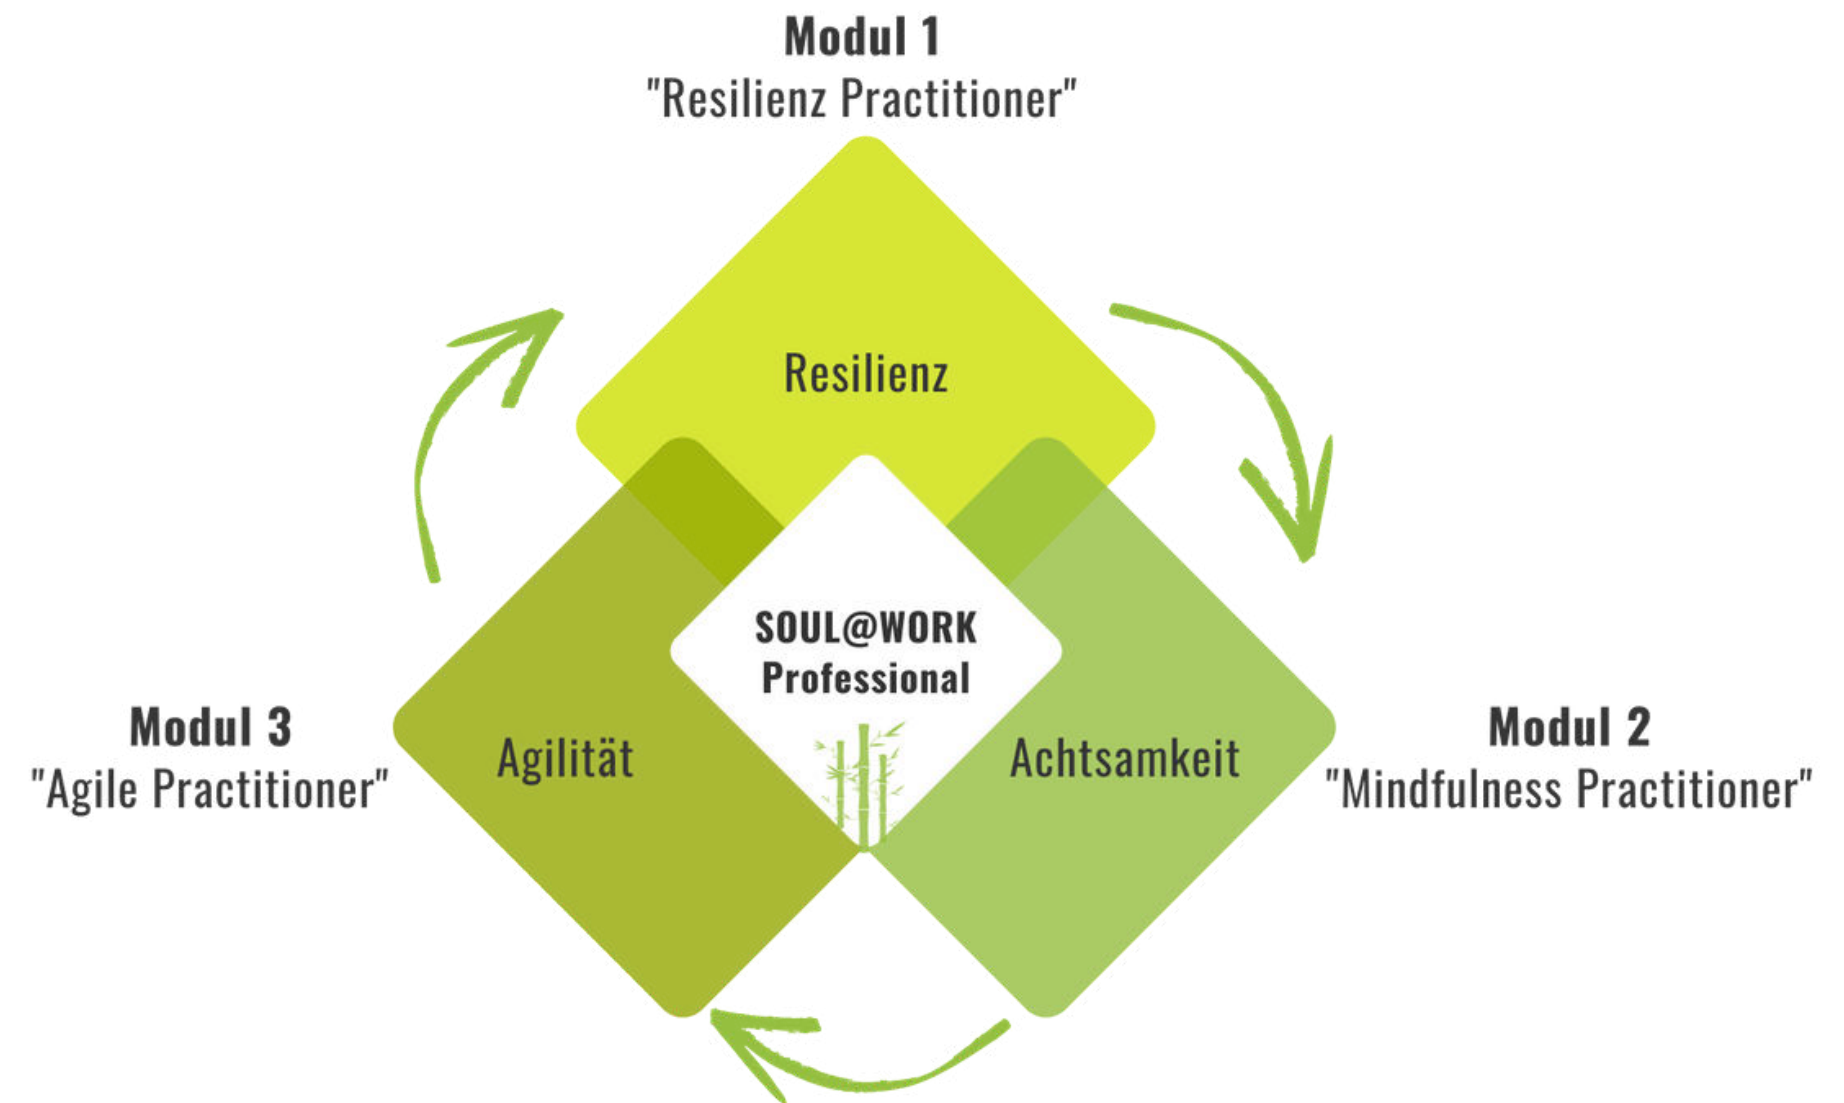 Modul 1
"Resilienz Practitioner"
Resilienz
SOUL@WORK
Professional
Modul 3
"Agile Practitioner"
Agilität
Achtsamkeit
Modul 2
"Mindfulness Practitioner"